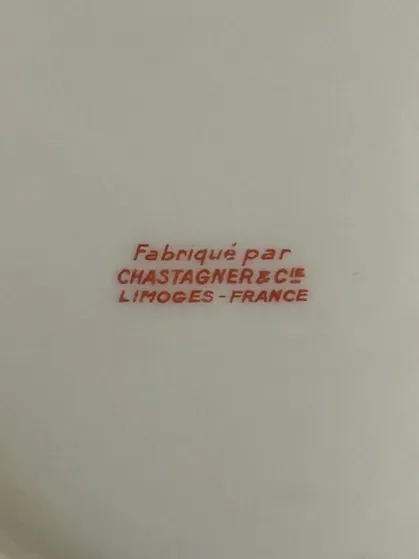 Fabriqué par
CHASTAGNER & CIE
LIMOGES - FRANCE